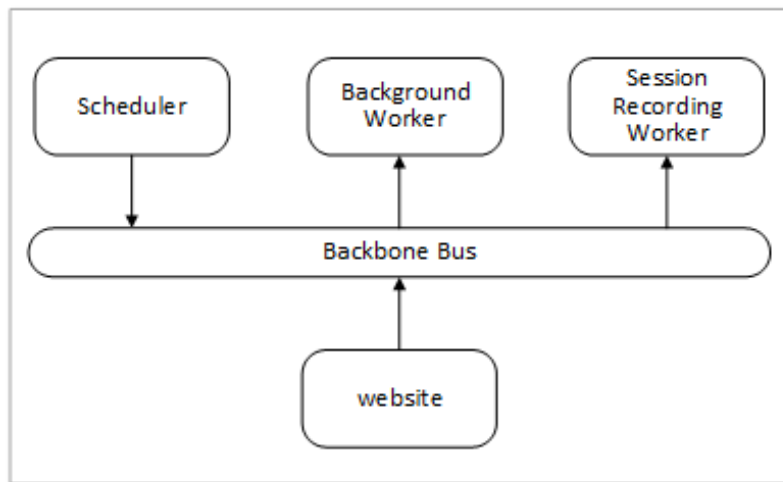 Scheduler
Background
Worker
Session
Recording
Worker
Backbone Bus
website